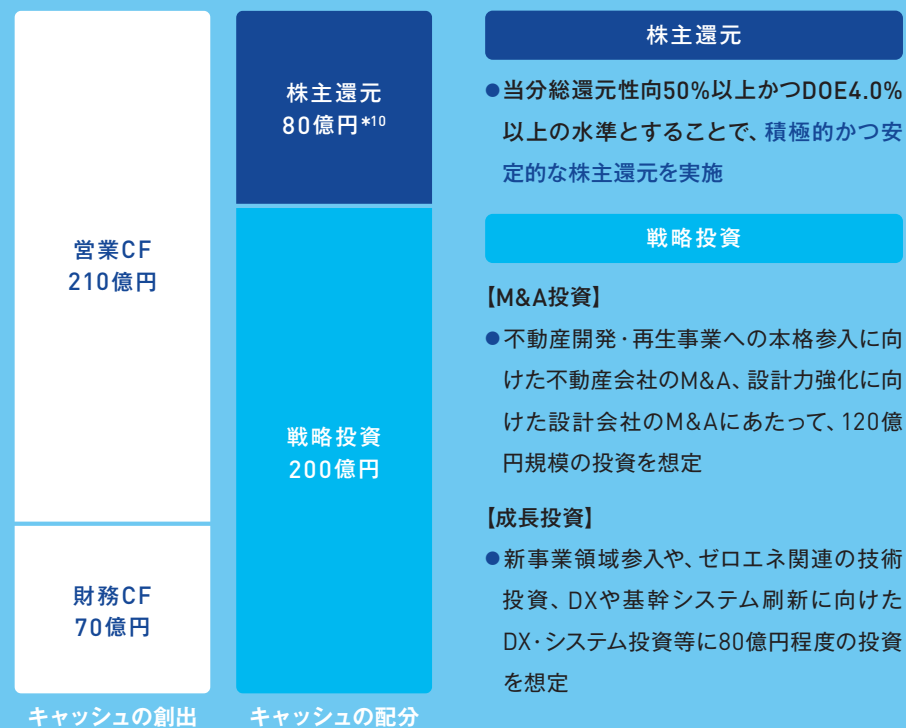 営業CF
210億円
財務CF
70億円
キャッシュの創出
株主還元
80億円*10
戦略投資
200億円
キャッシュの配分
株主還元
●当分総還元性向50%以上かつDOE4.0%
以上の水準とすることで、積極的かつ安
定的な株主還元を実施
戦略投資
【M&A投資】
●不動産開発・再生事業への本格参入に向
けた不動産会社のM&A、設計力強化に向
けた設計会社のM&Aにあたって、120億
円規模の投資を想定
【成長投資】
●新事業領域参入や、ゼロエネ関連の技術
投資、DXや基幹システム刷新に向けた
DX・システム投資等に80億円程度の投資
を想定